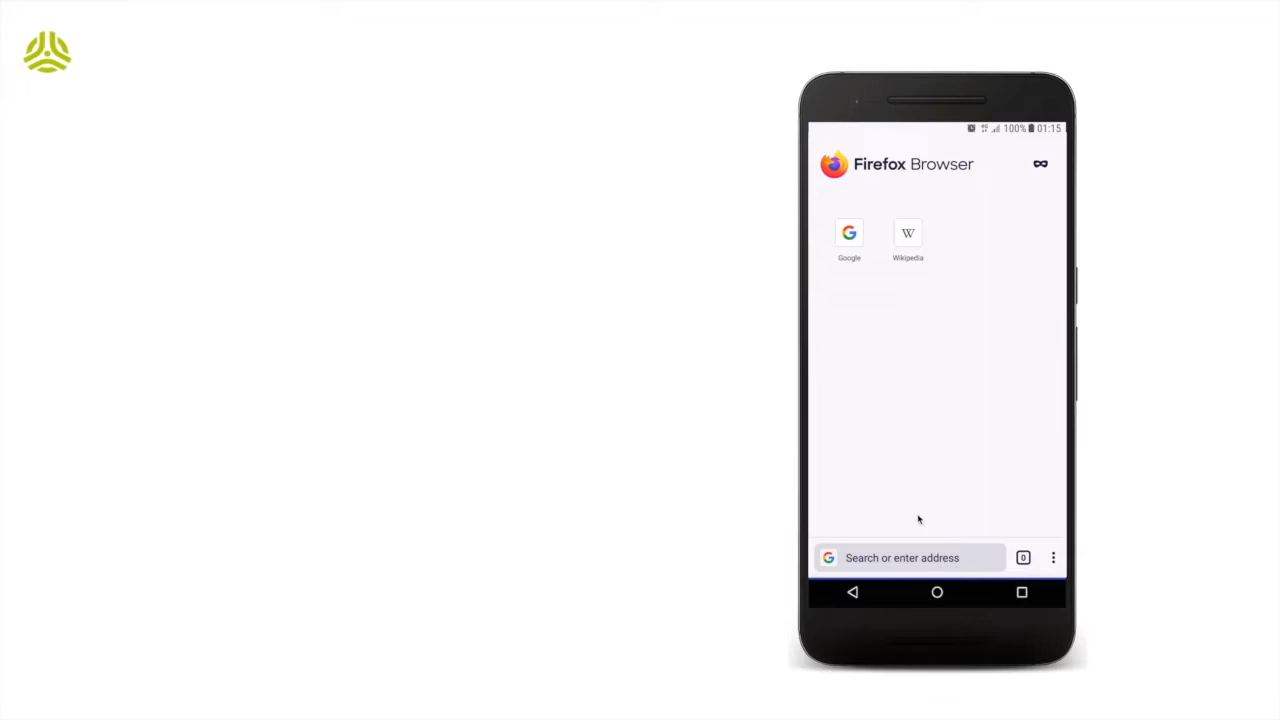 100% 01:15
Firefox Browser
W
Google Wikipedia
Search or enter address
0